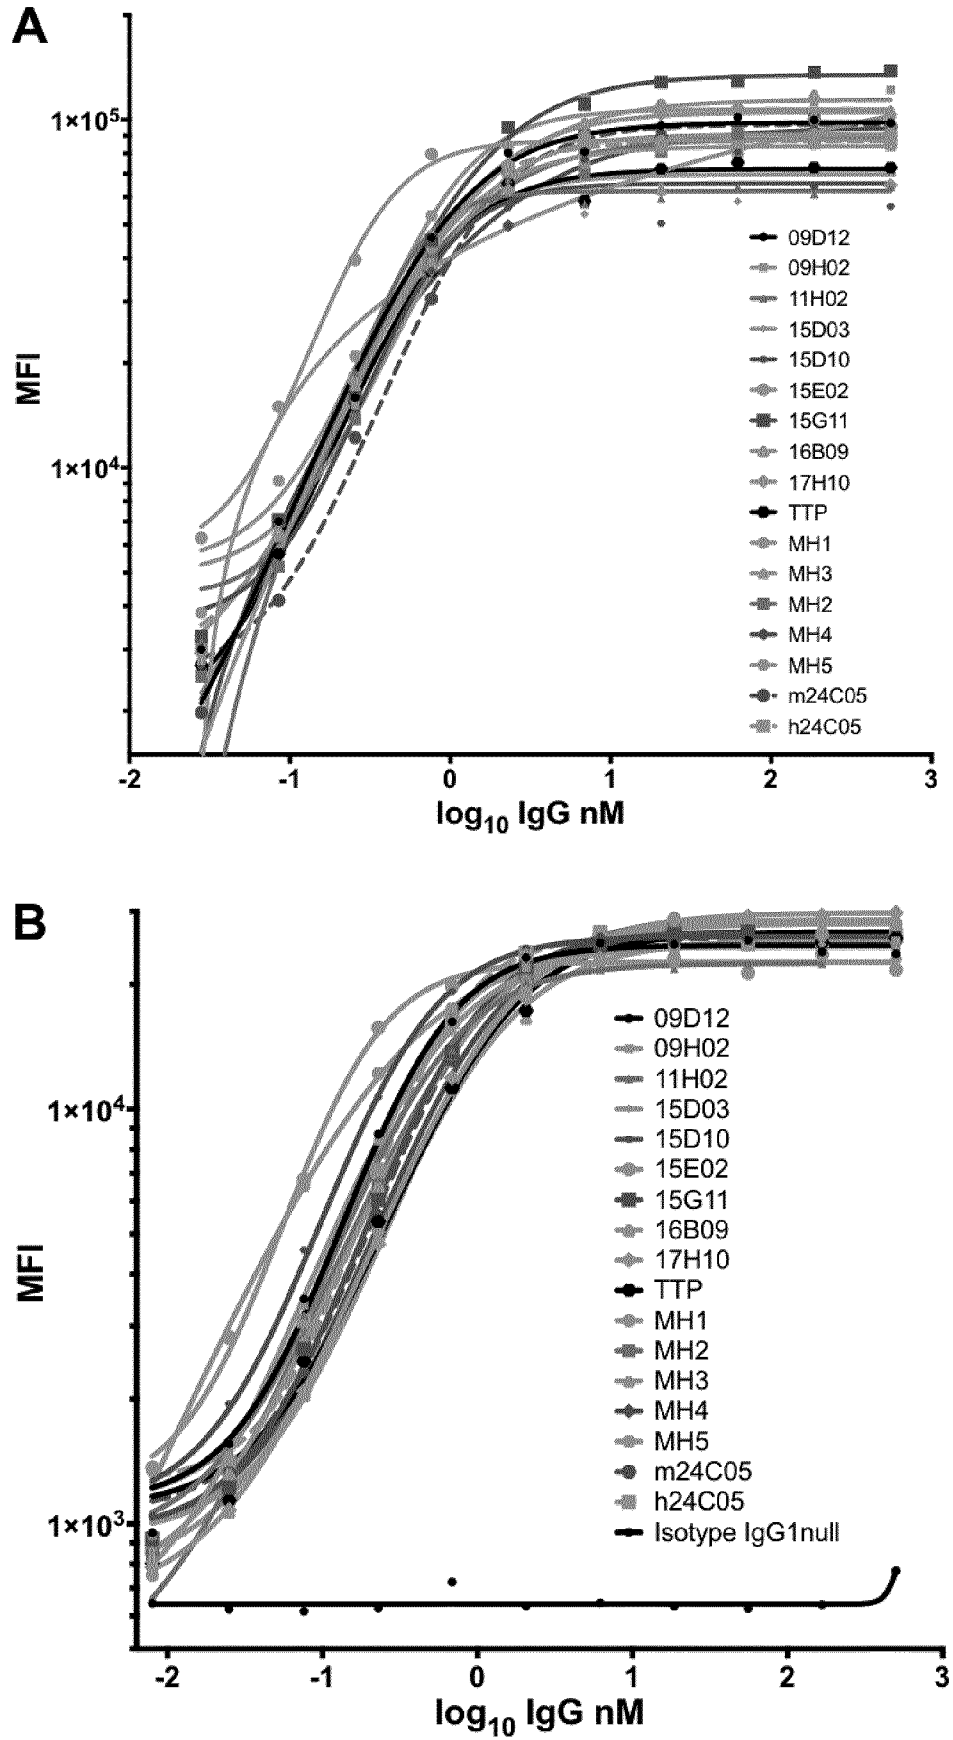 A
1×10⁵
1×10⁴
MFI
09D12
09H02
11H02
15D03
15D10
15E02
15G11
16B09
17H10
TTP
MH1
MH3
MH2
MH4
MH5
m24C05
h24C05
-2 -1 0 1 2 3
log₁₀ IgG nM
B
1×10⁴
1×10³
MFI
09D12
09H02
11H02
15D03
15D10
15E02
15G11
16B09
17H10
TTP
MH1
MH2
MH3
MH4
MH5
m24C05
h24C05
Isotype IgG1null
-2 -1 0 1 2 3
log₁₀ IgG nM